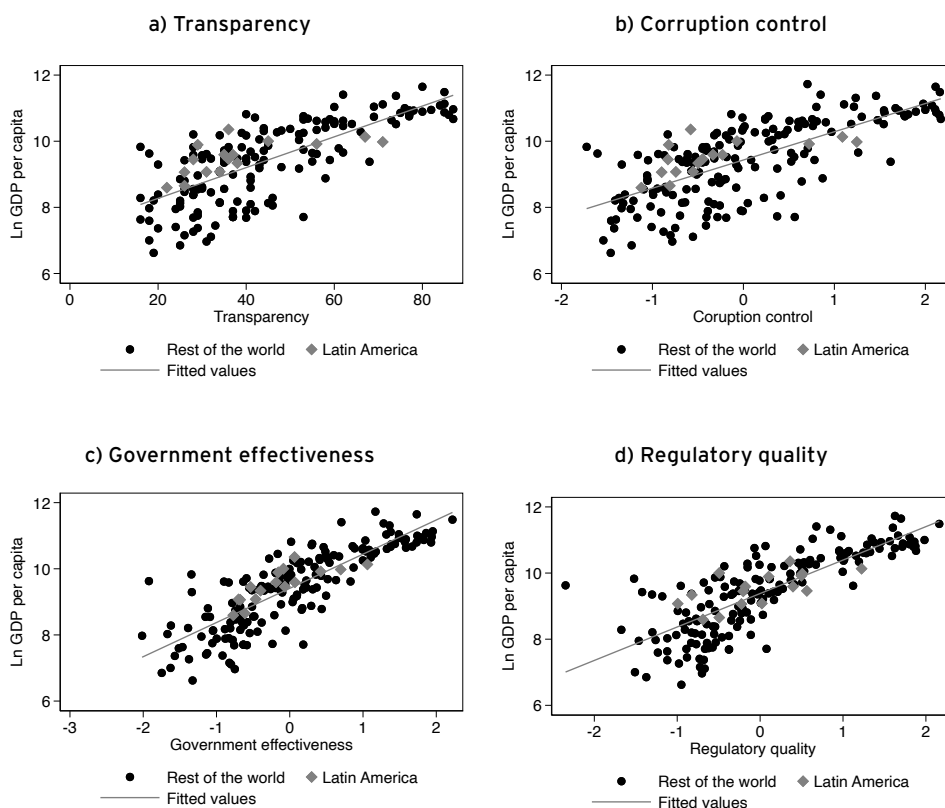 a) Transparency
b) Corruption control
Ln GDP per capita
12
10
8
6
0
20
40
60
80
Transparency
Rest of the world
Latin America
Fitted values
Ln GDP per capita
12
10
8
6
-2
-1
0
1
2
Coruption control
Rest of the world
Latin America
Fitted values
c) Government effectiveness
d) Regulatory quality
Ln GDP per capita
12
10
8
6
-3
-2
-1
0
1
2
Government effectiveness
Rest of the world
Latin America
Fitted values
Ln GDP per capita
12
10
8
6
-2
-1
0
1
2
Regulatory quality
Rest of the world
Latin America
Fitted values